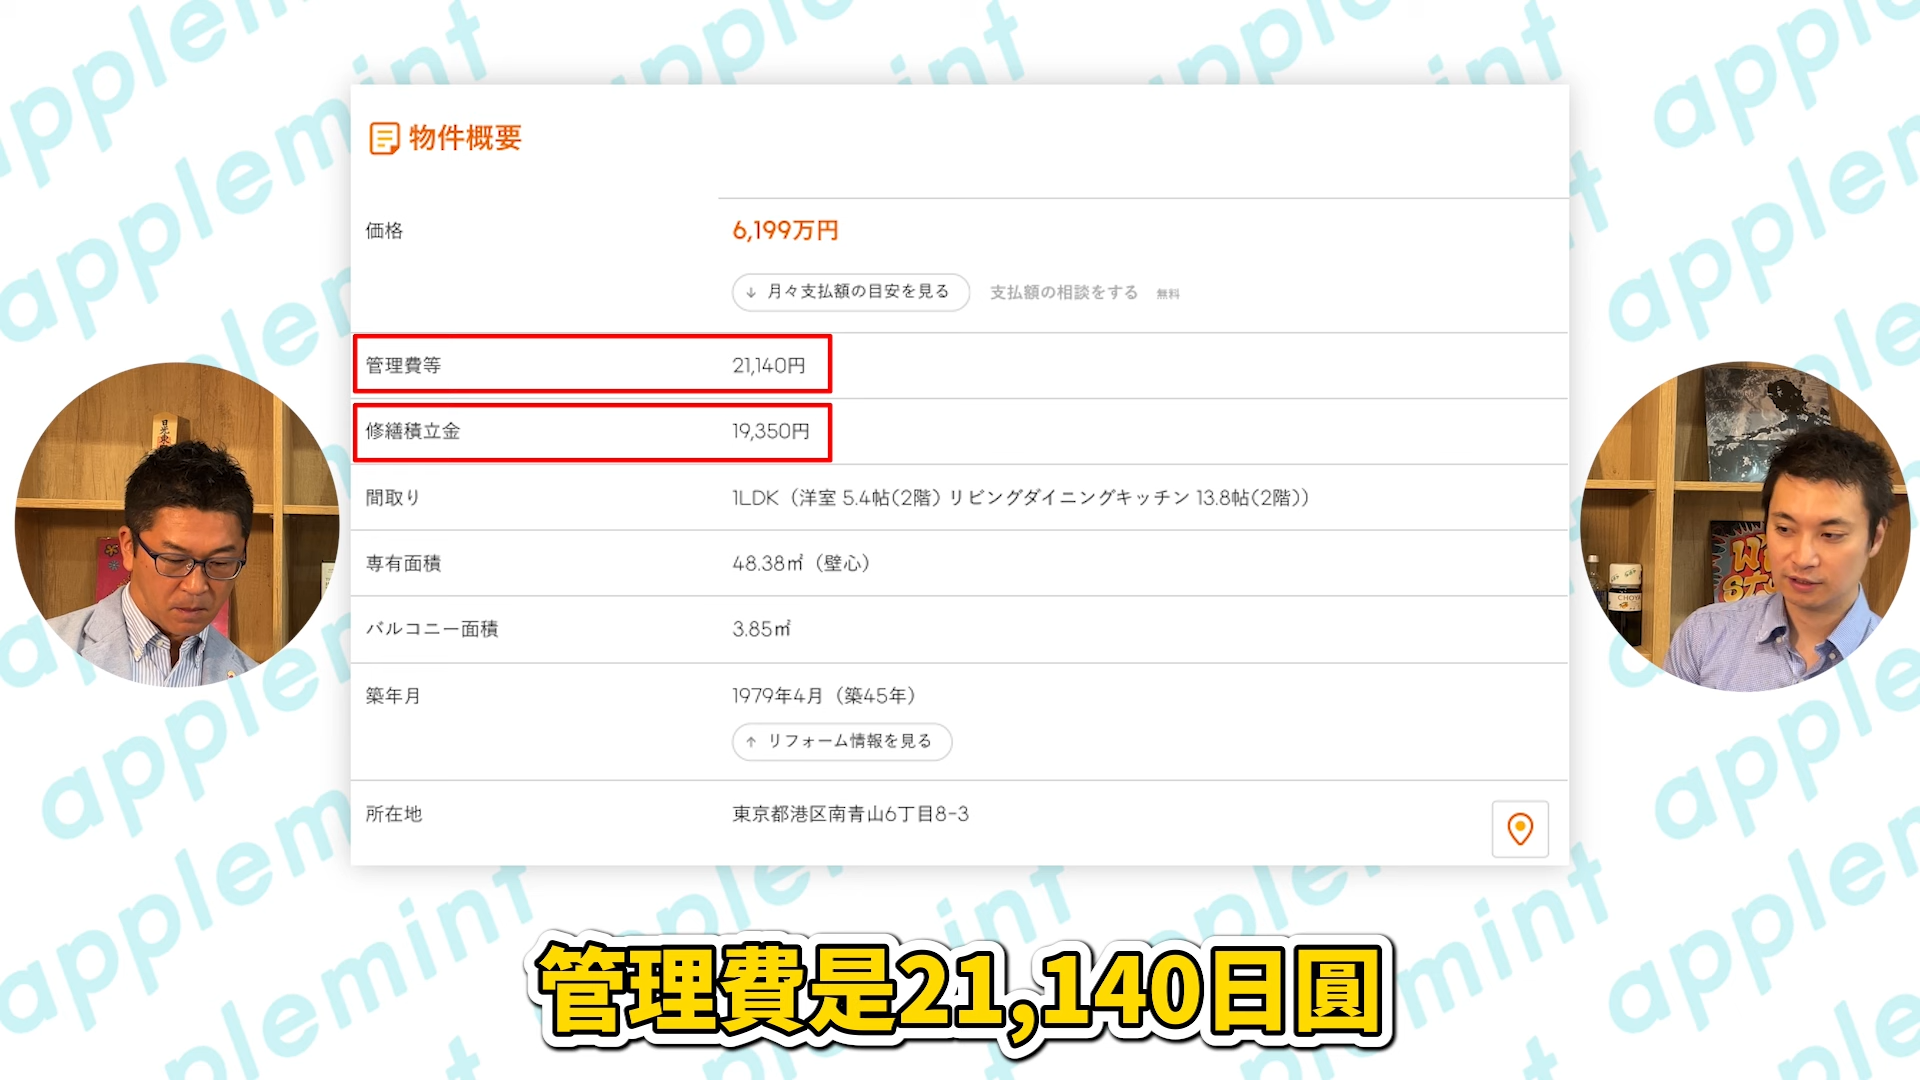 applemint
物件概要
価格
6,199万円
↓ 月々支払額の目安を見る
支払額の相談をする 無料
管理費等
21,140円
修繕積立金
19,350円
間取り
1LDK（洋室 5.4帖(2階) リビングダイニングキッチン 13.8帖(2階)）
専有面積
48.38㎡（壁心）
バルコニー面積
3.85㎡
築年月
1979年4月（築45年）
↑ リフォーム情報を見る
所在地
東京都港区南青山6丁目8-3
CHOYA
管理費是21,140日圓